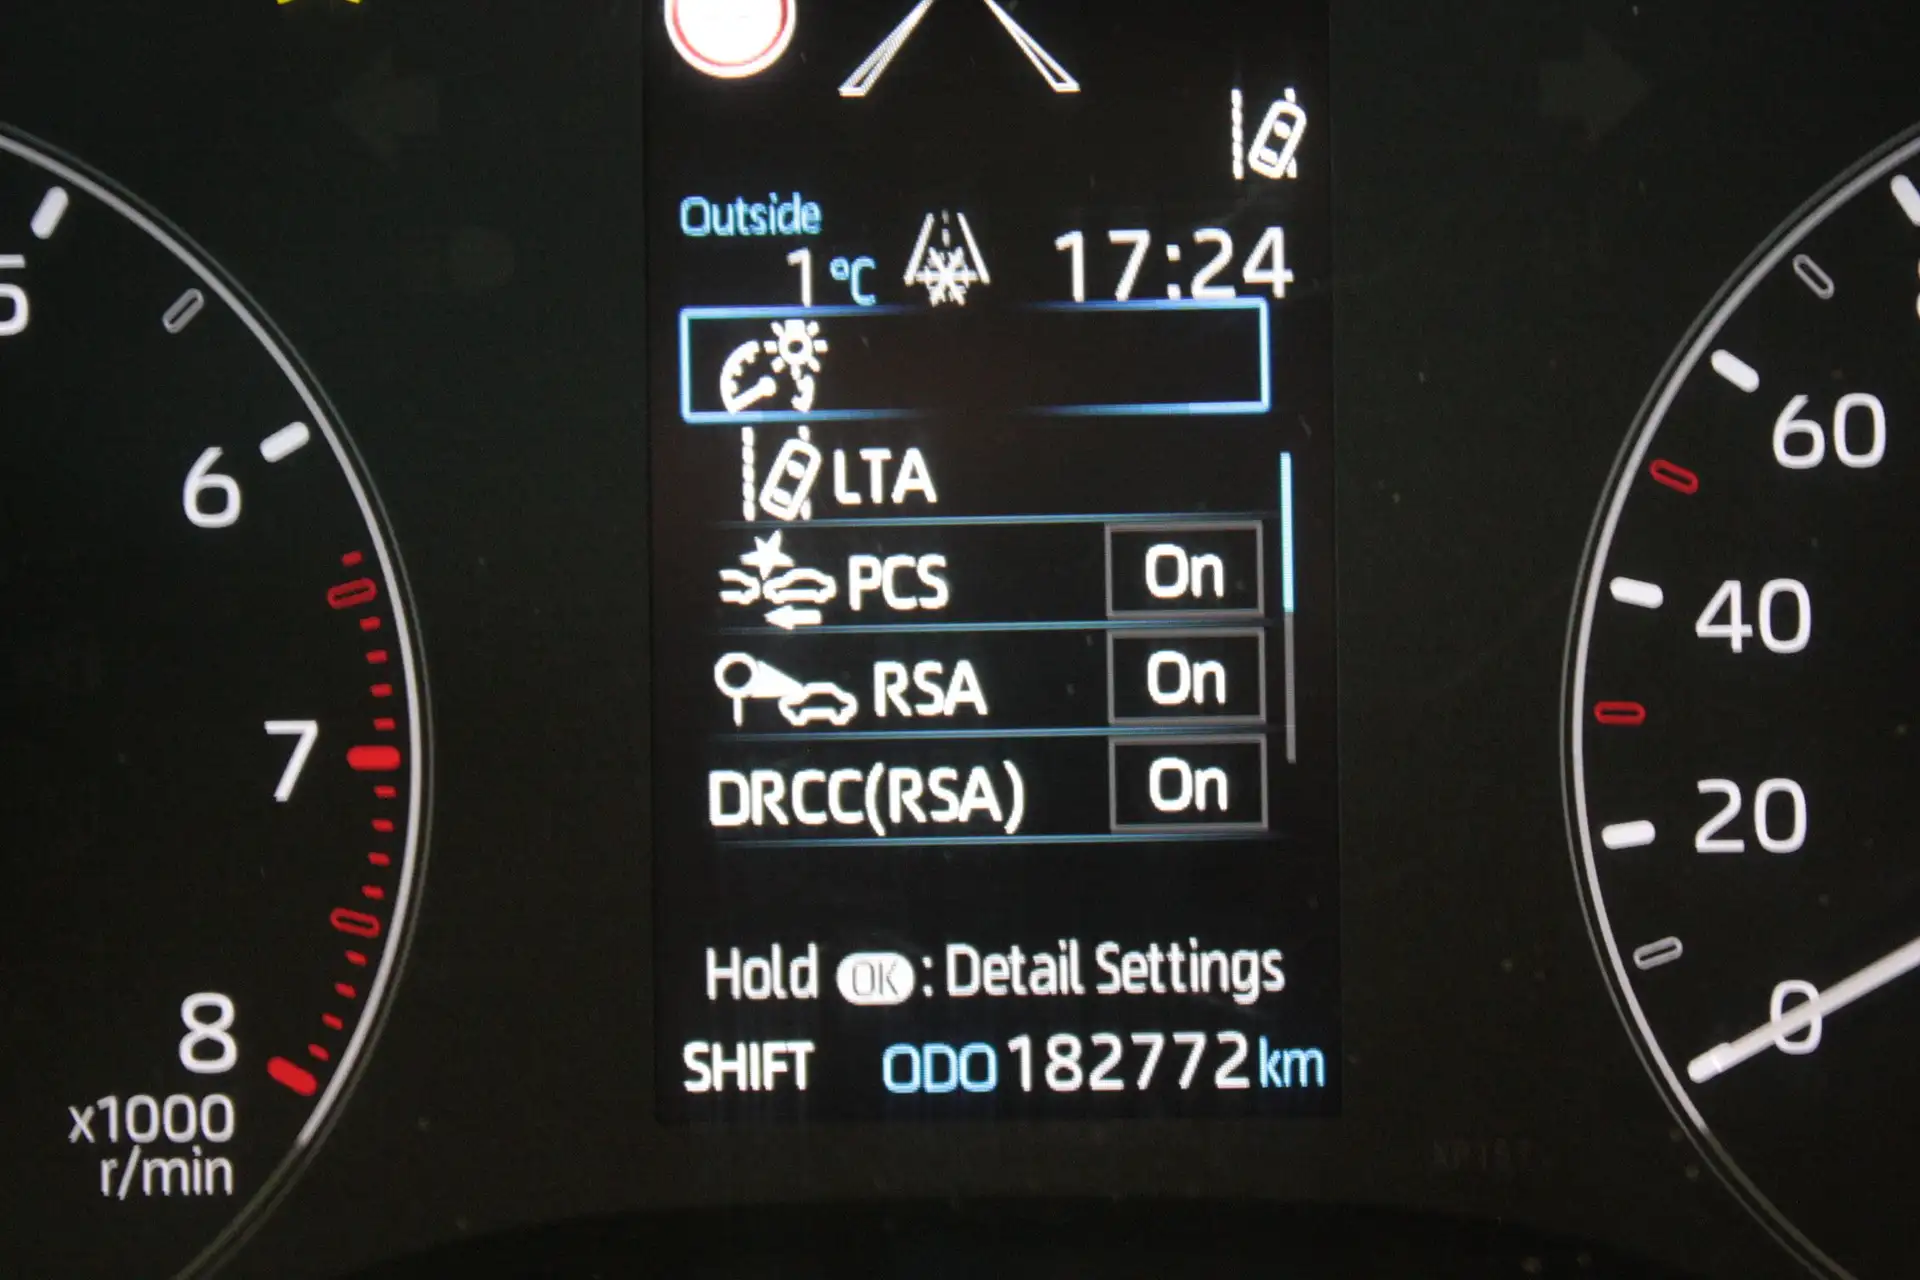 Outside
1 °C
17:24
LTA
PCS On
RSA On
DRCC(RSA) On
Hold OK : Detail Settings
SHIFT ODO 182772 km
6
7
8
x1000
r/min
60
40
20
0